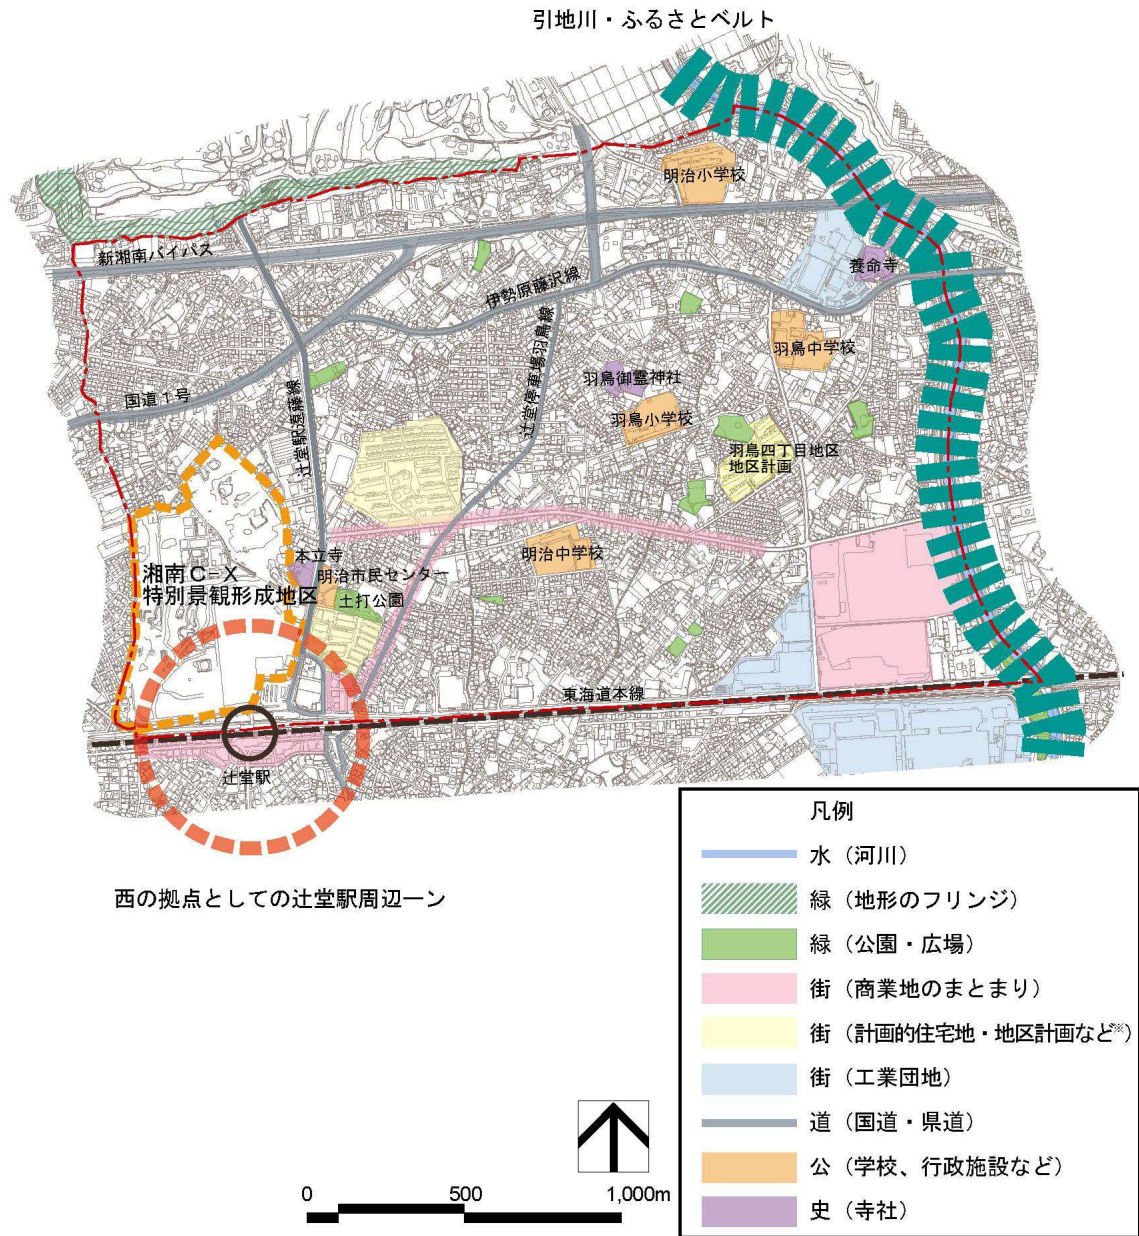 引地川・ふるさとベルト
明治小学校
新湘南バイパス
養命寺
伊勢原藤沢線
辻堂停車場羽鳥線
羽鳥中学校
羽鳥御霊神社
国道1号
辻堂駅遠藤線
羽鳥小学校
羽鳥四丁目地区
地区計画
本立寺
明治中学校
湘南C-X
特別景観形成地区
明治市民センター
土打公園
東海道本線
辻堂駅
西の拠点としての辻堂駅周辺ーン
凡例
水（河川）
緑（地形のフリンジ）
緑（公園・広場）
街（商業地のまとまり）
街（計画的住宅地・地区計画など※）
街（工業団地）
道（国道・県道）
公（学校、行政施設など）
史（寺社）
0 500 1,000m